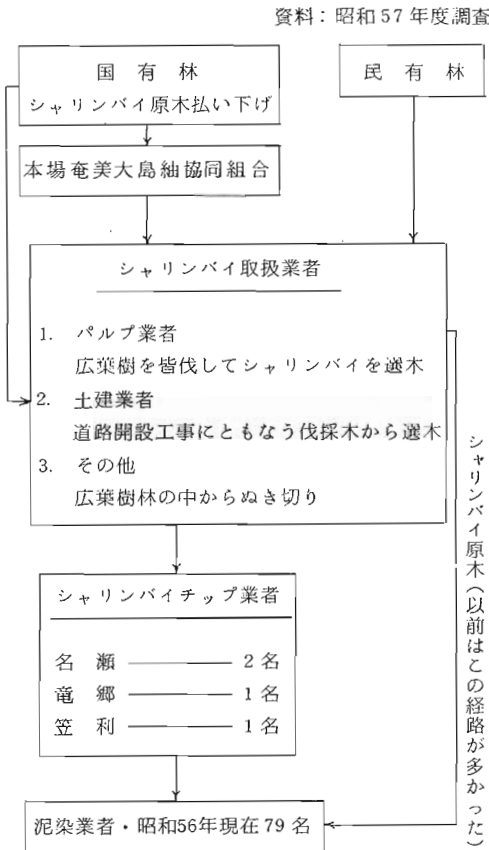 資料：昭和57年度調査
国有林
シャリンバイ原木払い下げ
民有林
本場奄美大島紬協同組合
シャリンバイ取扱業者
1. パルプ業者
広葉樹を皆伐してシャリンバイを選木
2. 土建業者
道路開設工事にともなう伐採木から選木
3. その他
広葉樹林の中からぬき切り
シャリンバイ原木（以前はこの経路が多かった）
シャリンバイチップ業者
名瀬 2名
竜郷 1名
笠利 1名
泥染業者・昭和56年現在79名